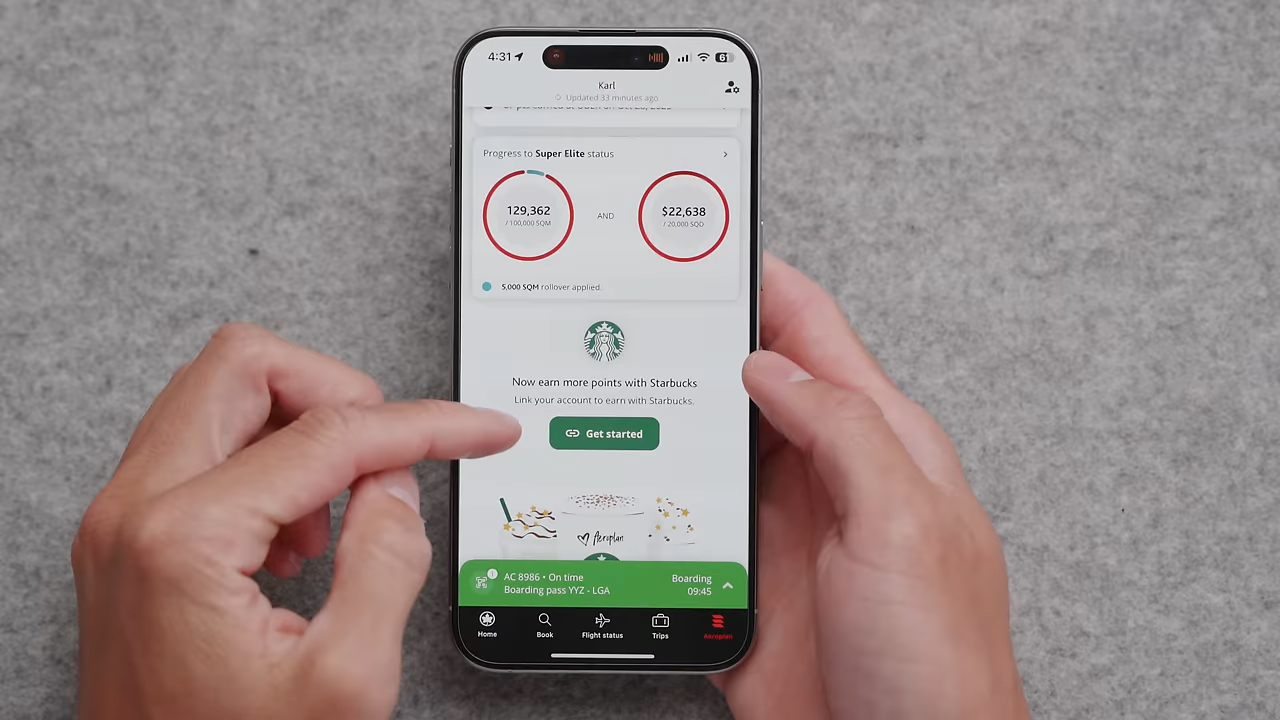 4:31
61
Karl
Updated 33 minutes ago
Progress to Super Elite status
129,362
/ 100,000 SQM
AND
$22,638
/ 20,000 SQD
5,000 SQM rollover applied.
Now earn more points with Starbucks
Link your account to earn with Starbucks.
Get started
Aeroplan
AC 8986 • On time
Boarding pass YYZ - LGA
Boarding
09:45
Home
Book
Flight status
Trips
Aeroplan